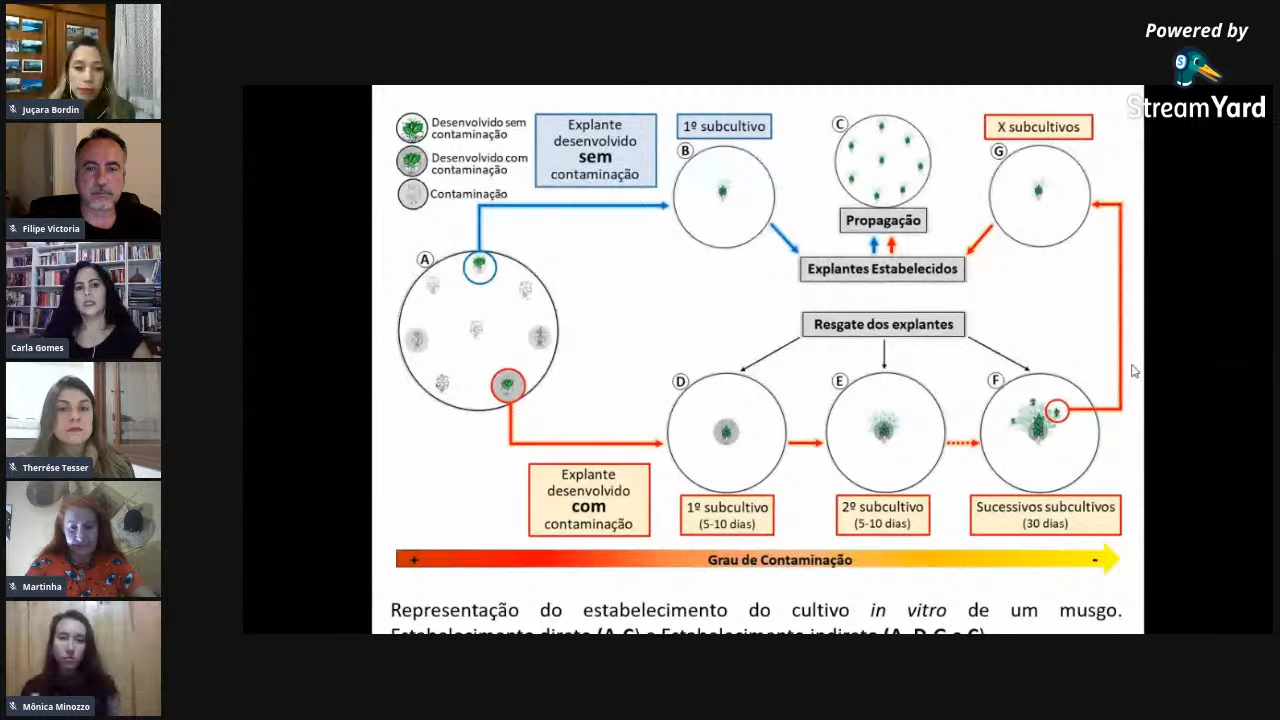 Powered by
StreamYard
Juçara Bordin
Filipe Victoria
Carla Gomes
Therrése Tesser
Martinha
Mônica Minozzo
Desenvolvido sem
contaminação
Desenvolvido com
contaminação
Contaminação
Explante
desenvolvido
sem
contaminação
1º subcultivo
X subcultivos
A
B
C
G
Propagação
Explantes Estabelecidos
Resgate dos explantes
D
E
F
Explante
desenvolvido
com
contaminação
1º subcultivo
(5-10 dias)
2º subcultivo
(5-10 dias)
Sucessivos subcultivos
(30 dias)
+ Grau de Contaminação -
Representação do estabelecimento do cultivo in vitro de um musgo.